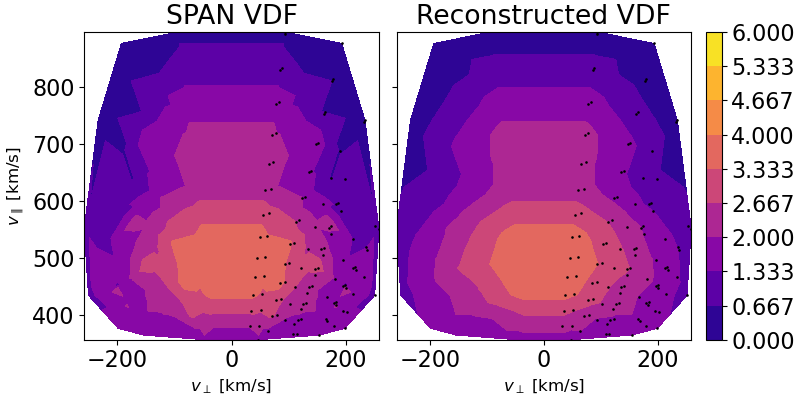 SPAN VDF
Reconstructed VDF
800
700
600
500
400
v∥ [km/s]
−200 0 200
v⊥ [km/s]
−200 0 200
v⊥ [km/s]
6.000
5.333
4.667
4.000
3.333
2.667
2.000
1.333
0.667
0.000